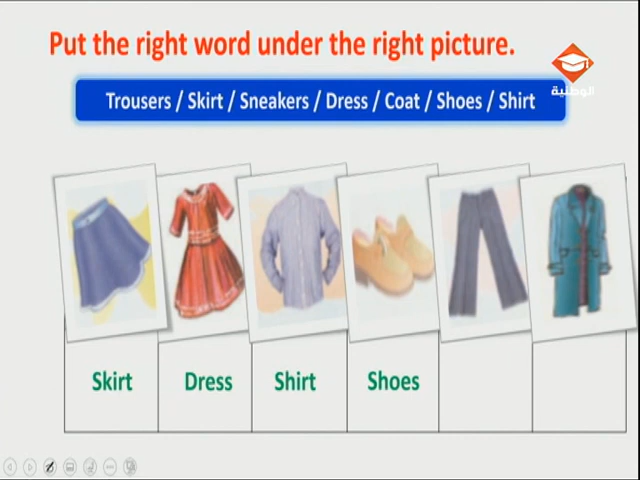 Put the right word under the right picture.
الوطنية
Trousers / Skirt / Sneakers / Dress / Coat / Shoes / Shirt
Skirt Dress Shirt Shoes